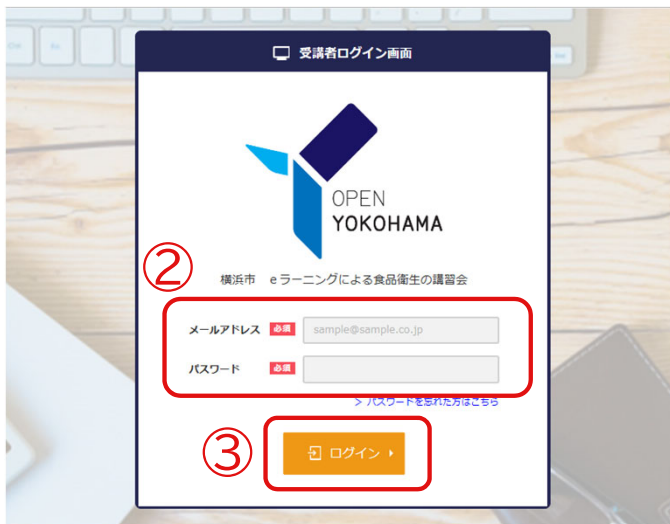 受講者ログイン画面
OPEN
YOKOHAMA
②
横浜市　eラーニングによる食品衛生の講習会
メールアドレス 必須 sample@sample.co.jp
パスワード 必須
> パスワードを忘れた方はこちら
③
ログイン